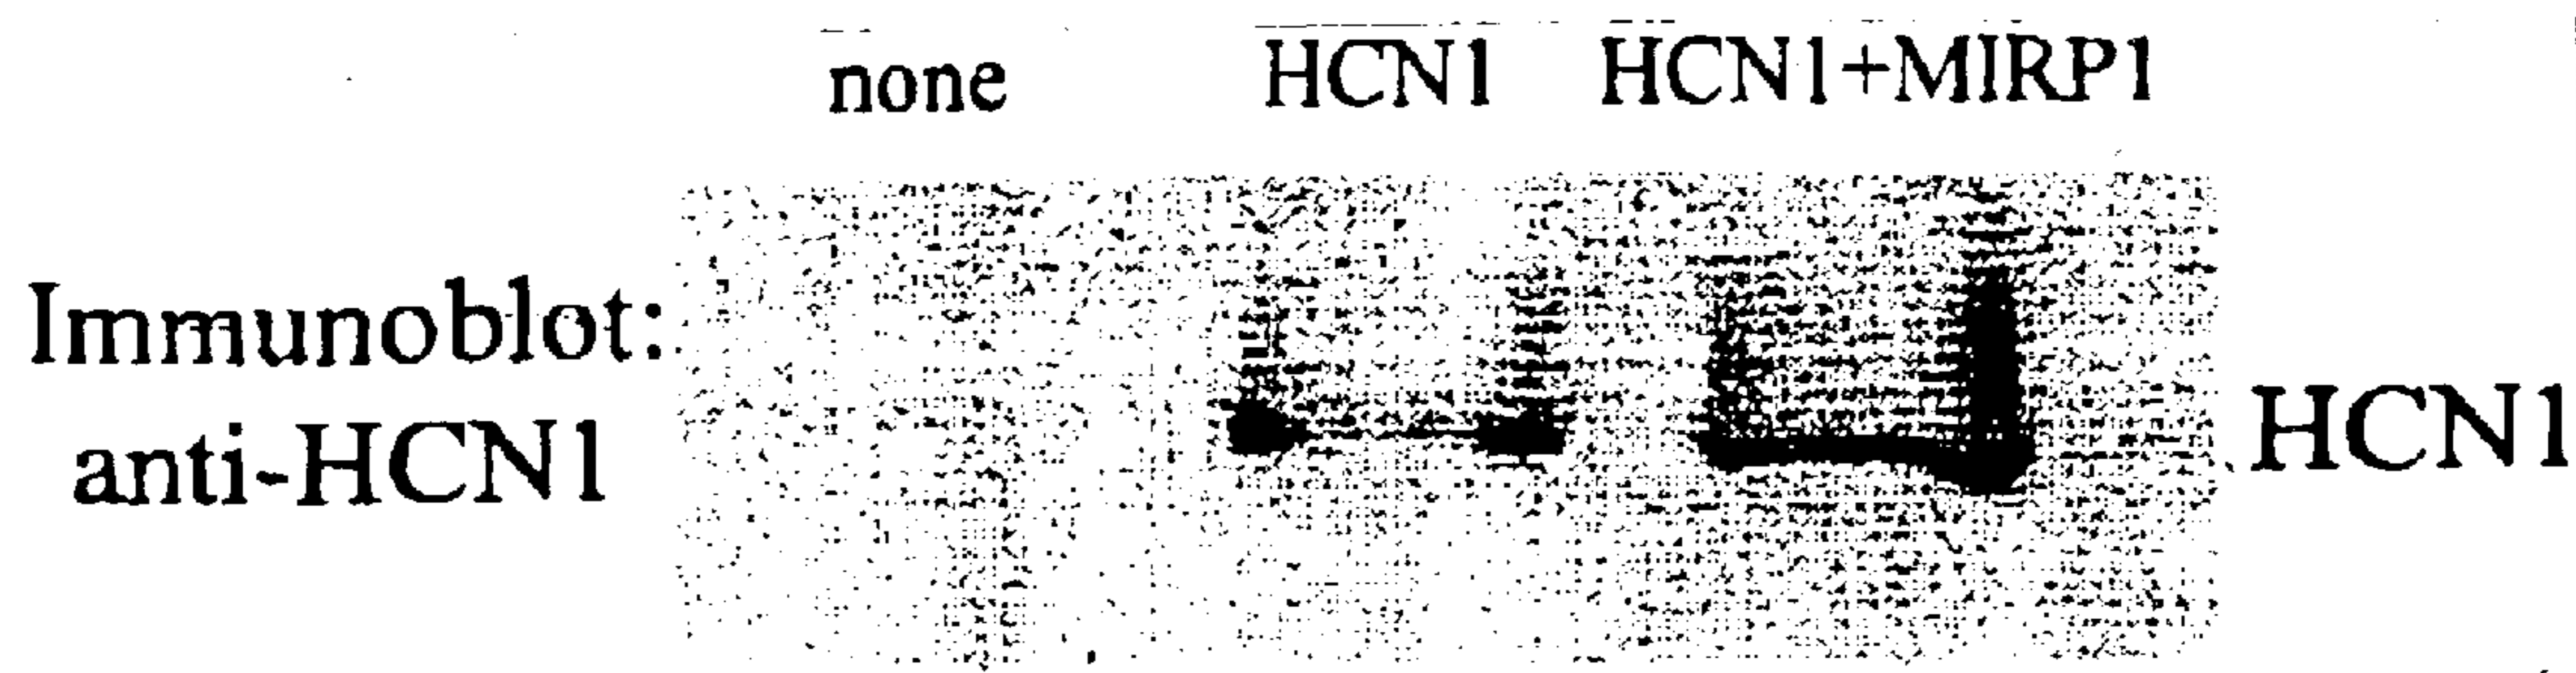 none HCN1 HCN1+MIRP1
Immunoblot:
anti-HCN1
HCN1